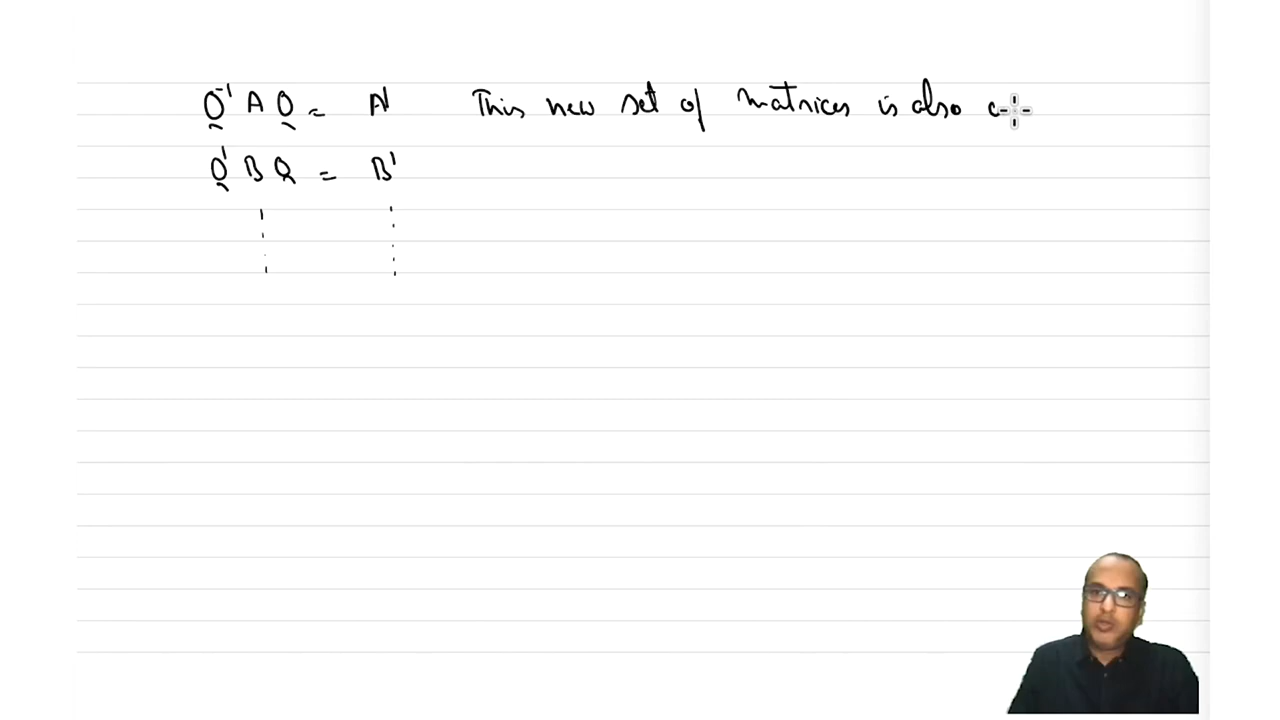 Q⁻¹ A Q = A' This new set of matrices is also a
Q⁻¹ B Q = B'